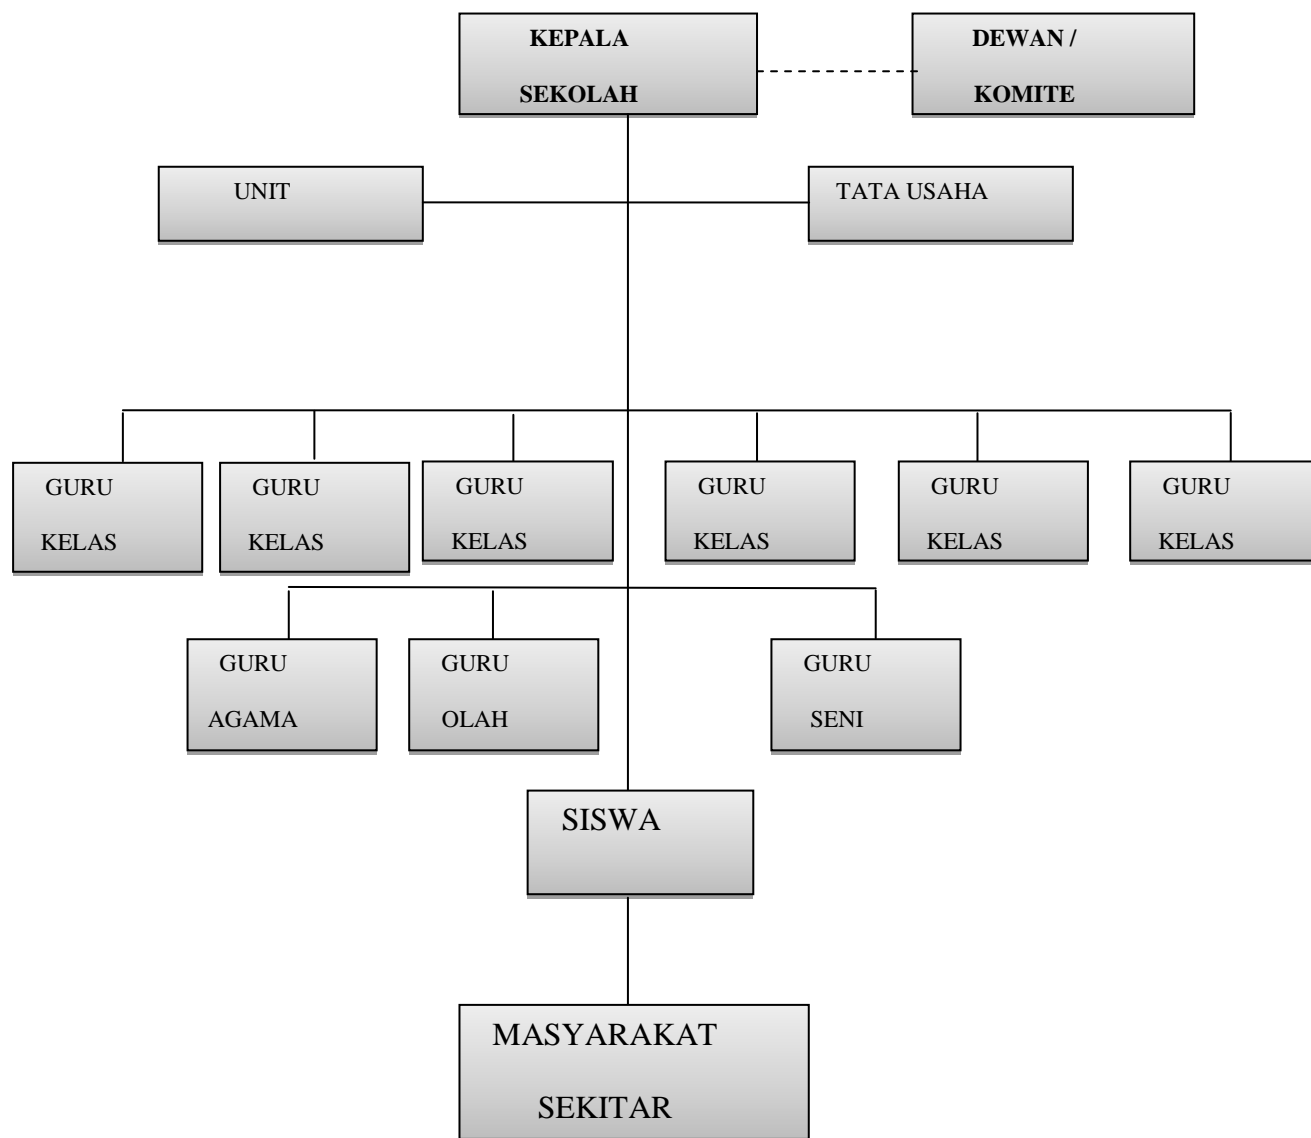 KEPALA
SEKOLAH
DEWAN /
KOMITE
UNIT
TATA USAHA
GURU
KELAS
GURU
KELAS
GURU
KELAS
GURU
KELAS
GURU
KELAS
GURU
KELAS
GURU
AGAMA
GURU
OLAH
GURU
SENI
SISWA
MASYARAKAT
SEKITAR